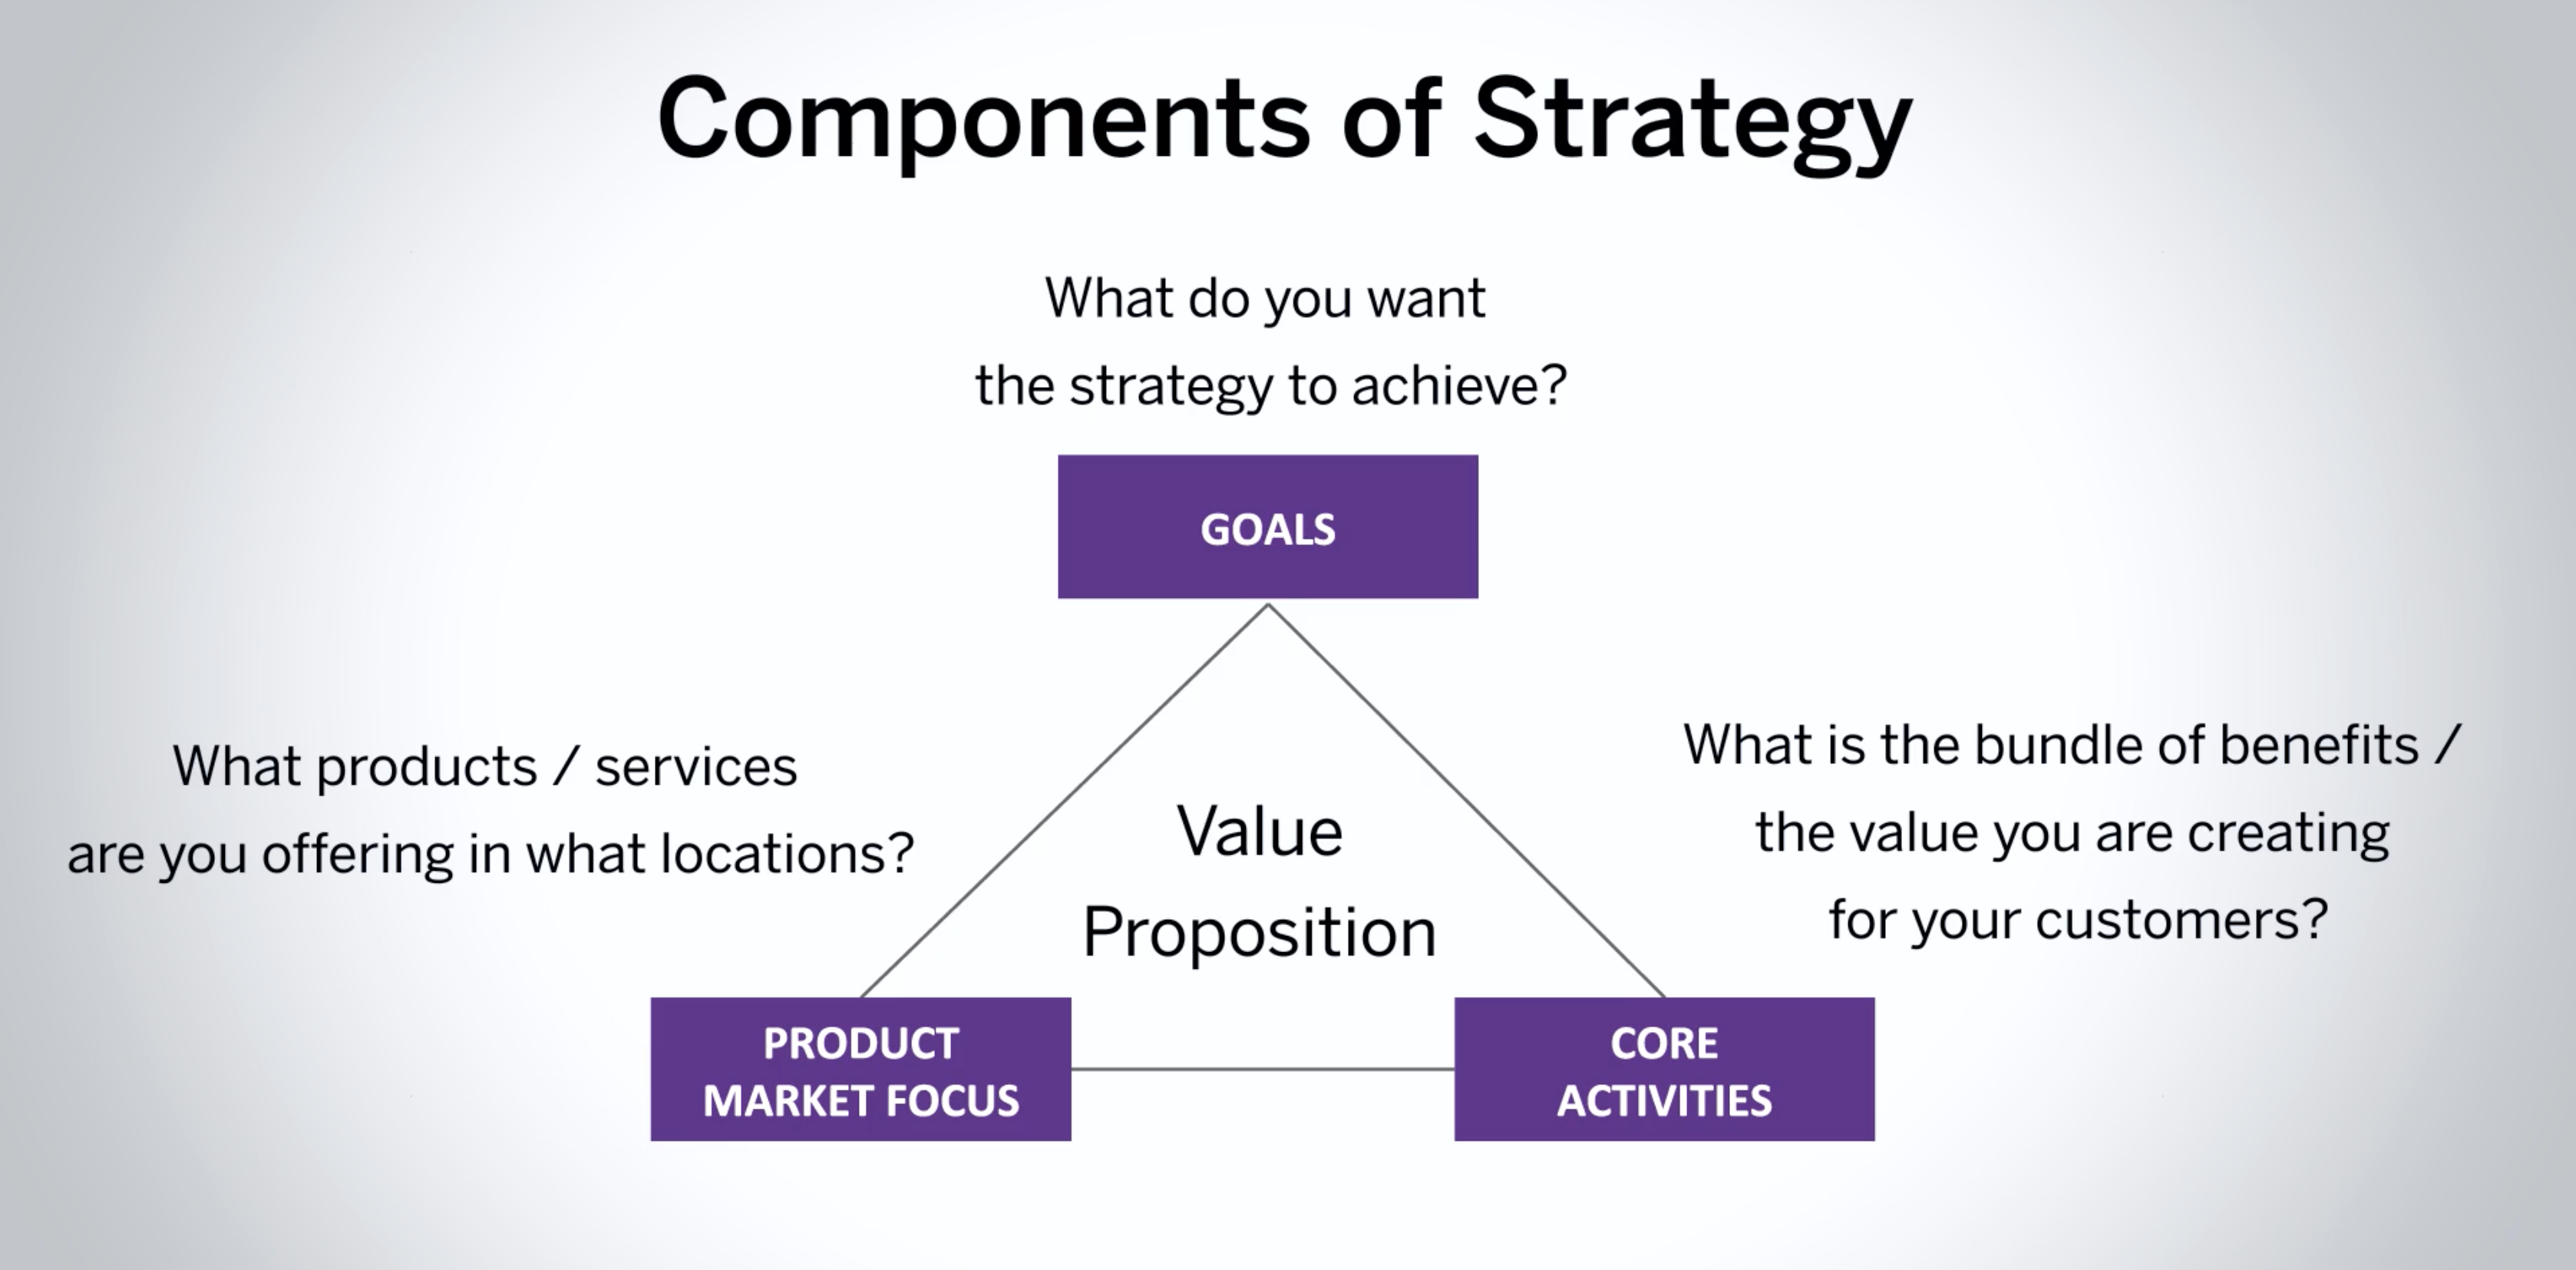 Components of Strategy
What do you want
the strategy to achieve?
GOALS
What products / services
are you offering in what locations?
Value
Proposition
What is the bundle of benefits /
the value you are creating
for your customers?
PRODUCT
MARKET FOCUS
CORE
ACTIVITIES